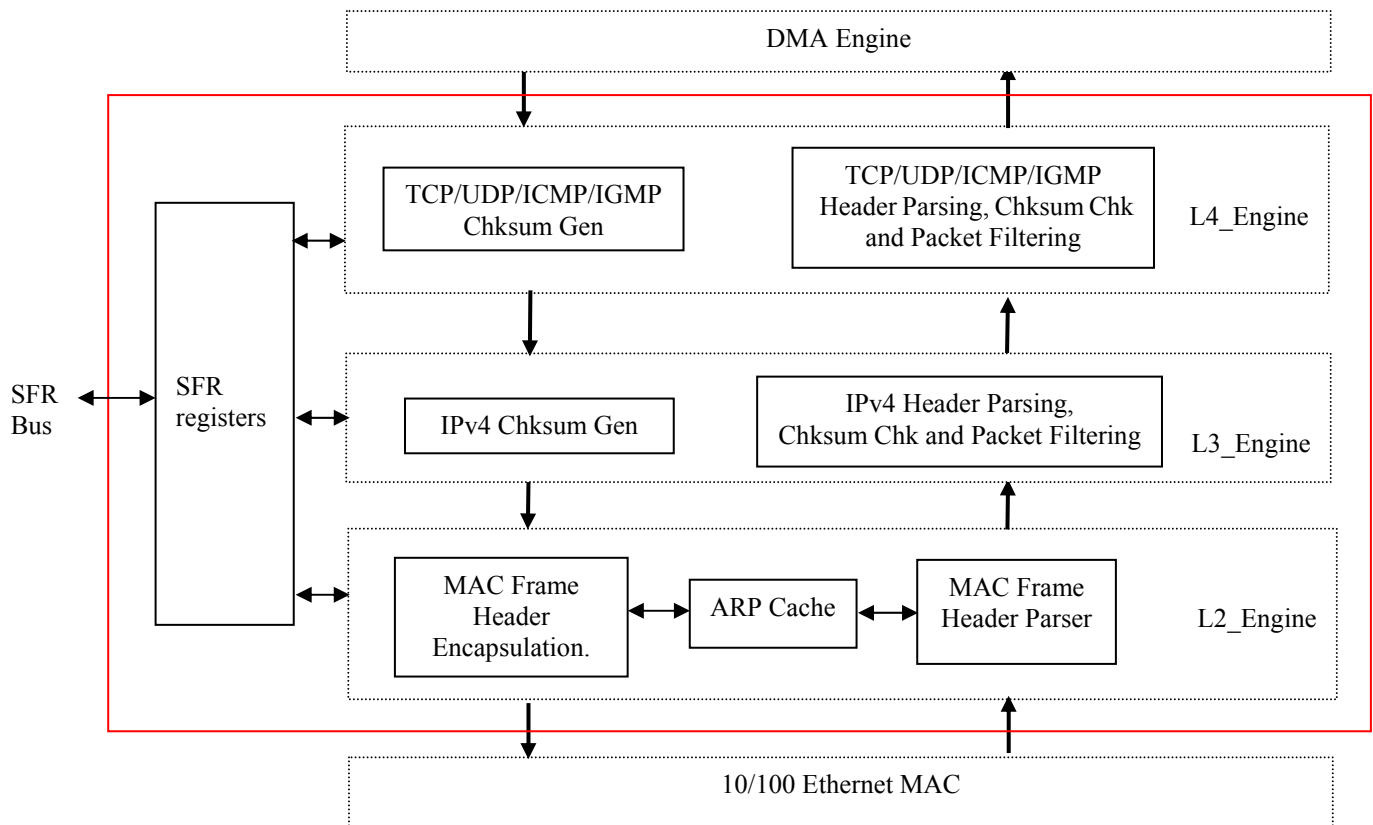 DMA Engine
TCP/UDP/ICMP/IGMP
Chksum Gen
TCP/UDP/ICMP/IGMP
Header Parsing, Chksum Chk
and Packet Filtering
L4_Engine
SFR
Bus
SFR
registers
IPv4 Chksum Gen
IPv4 Header Parsing,
Chksum Chk and Packet Filtering
L3_Engine
MAC Frame
Header
Encapsulation.
ARP Cache
MAC Frame
Header Parser
L2_Engine
10/100 Ethernet MAC